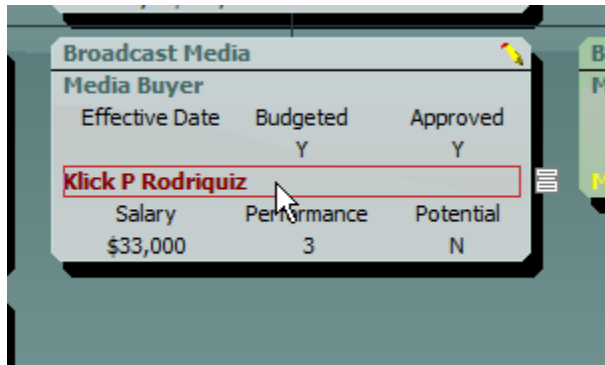 Broadcast Media
Media Buyer
Effective Date Budgeted Approved
Y Y
Klick P Rodriquiz
Salary Performance Potential
$33,000 3 N
B
M
M